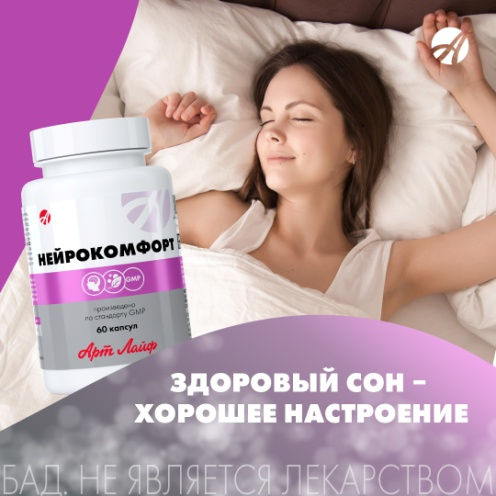 НЕЙРОКОМФОРТ
GMP
произведено
по стандарту GMP
60 капсул
Арт Лайф
ЗДОРОВЫЙ СОН –
ХОРОШЕЕ НАСТРОЕНИЕ
БАД. НЕ ЯВЛЯЕТСЯ ЛЕКАРСТВОМ